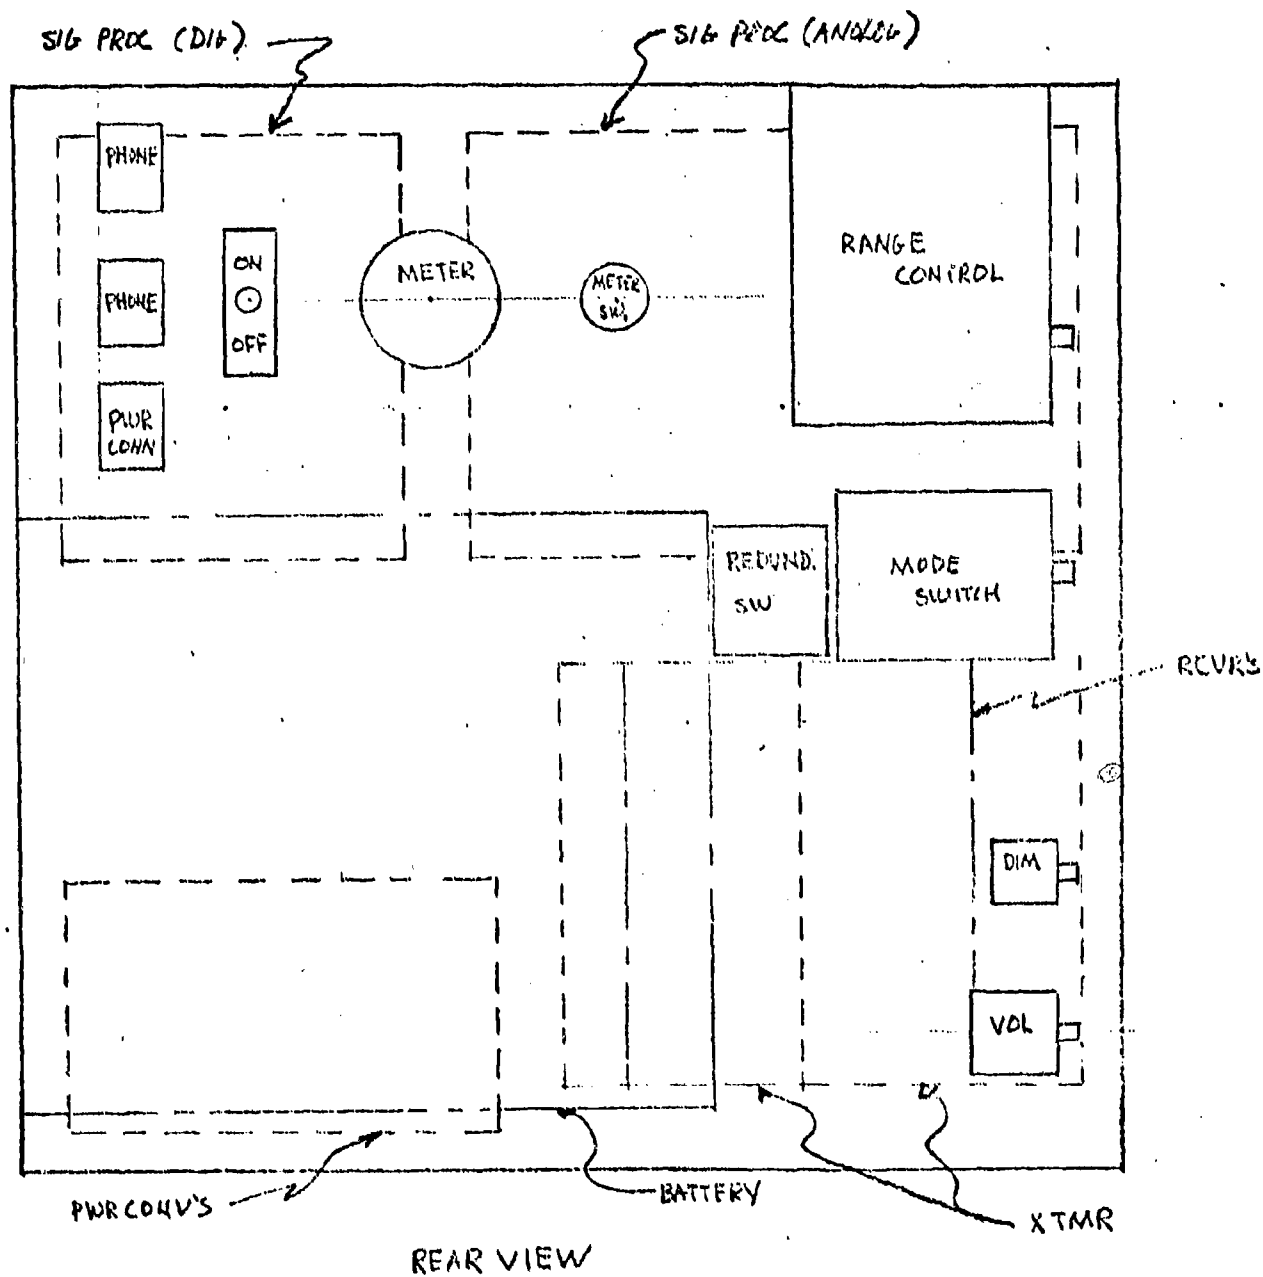 SIG PROC (DIG)
SIG PROC (ANALOG)
PHONE
PHONE
PWR
CONN
ON
OFF
METER
METER
SW
RANGE
CONTROL
REDUND.
SW
MODE
SWITCH
RCVR'S
DIM
VOL
PWR CONV'S
BATTERY
XTMR
REAR VIEW